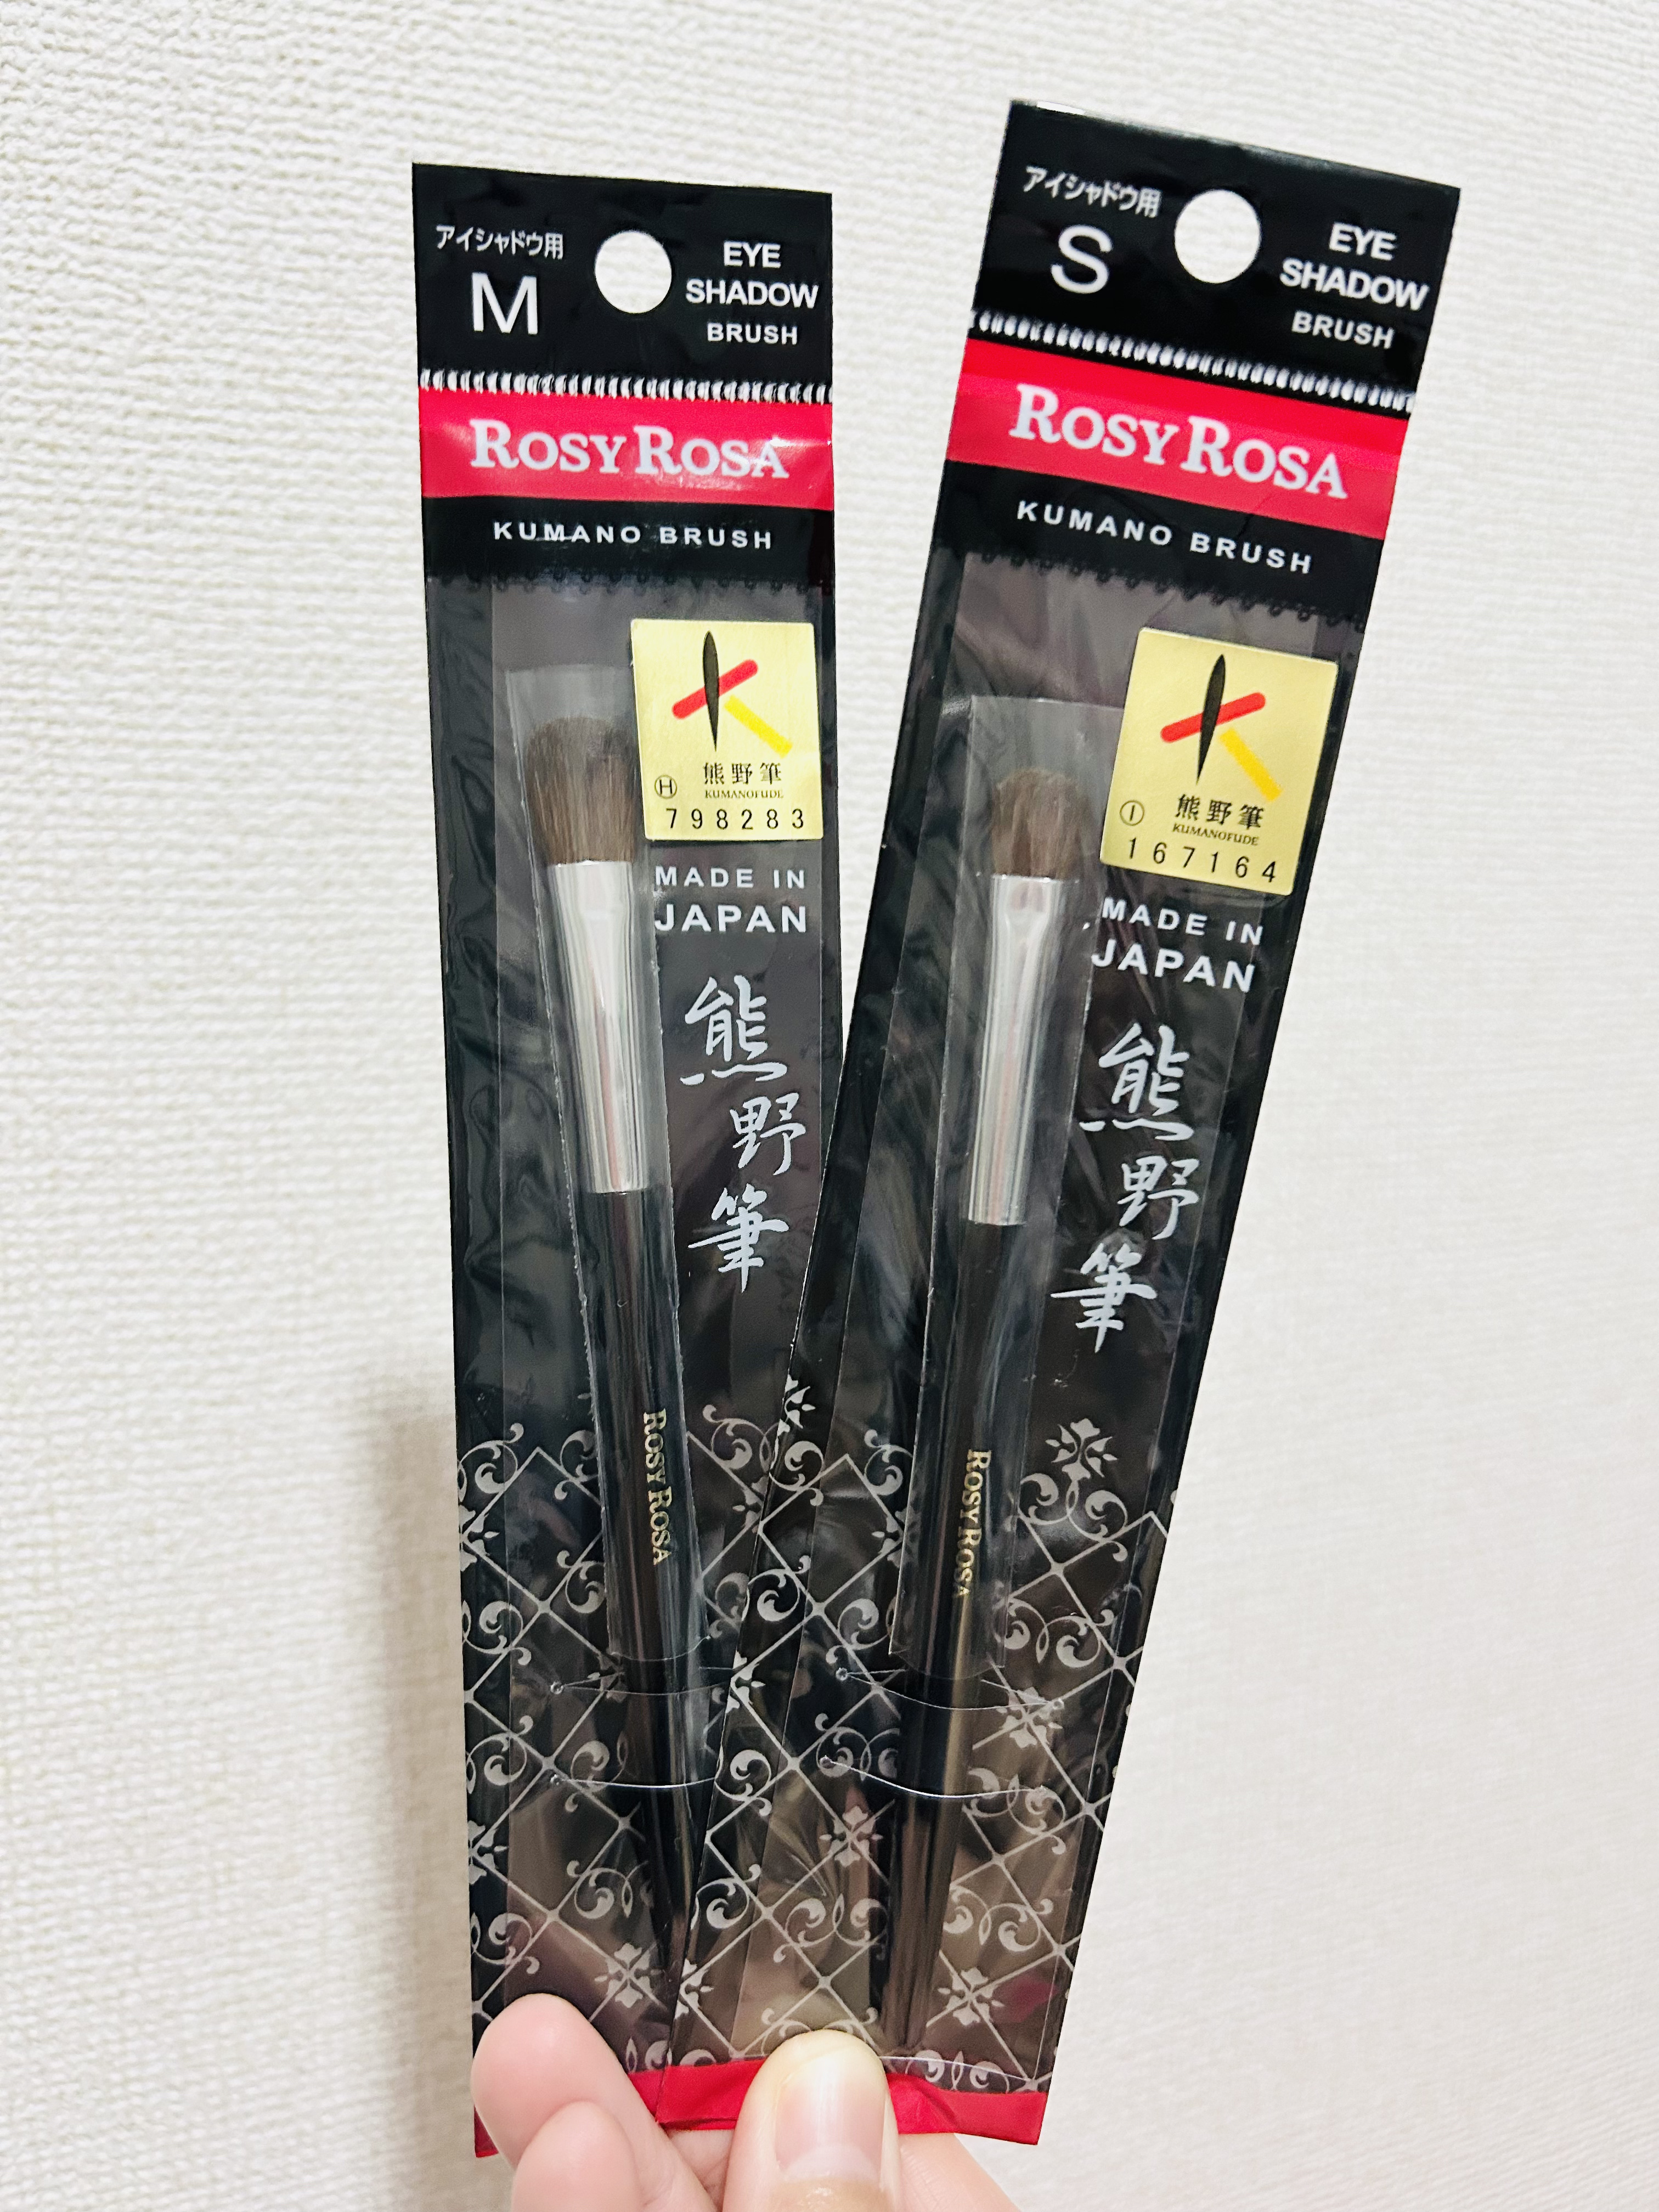 アイシャドウ用
M
EYE
SHADOW
BRUSH
ROSY ROSA
KUMANO BRUSH
熊野筆
KUMANOFUDE
Ⓗ
798283
MADE IN
JAPAN
熊野筆
ROSY ROSA
アイシャドウ用
S
EYE
SHADOW
BRUSH
ROSY ROSA
KUMANO BRUSH
熊野筆
KUMANOFUDE
Ⓘ
167164
MADE IN
JAPAN
熊野筆
ROSY ROSA